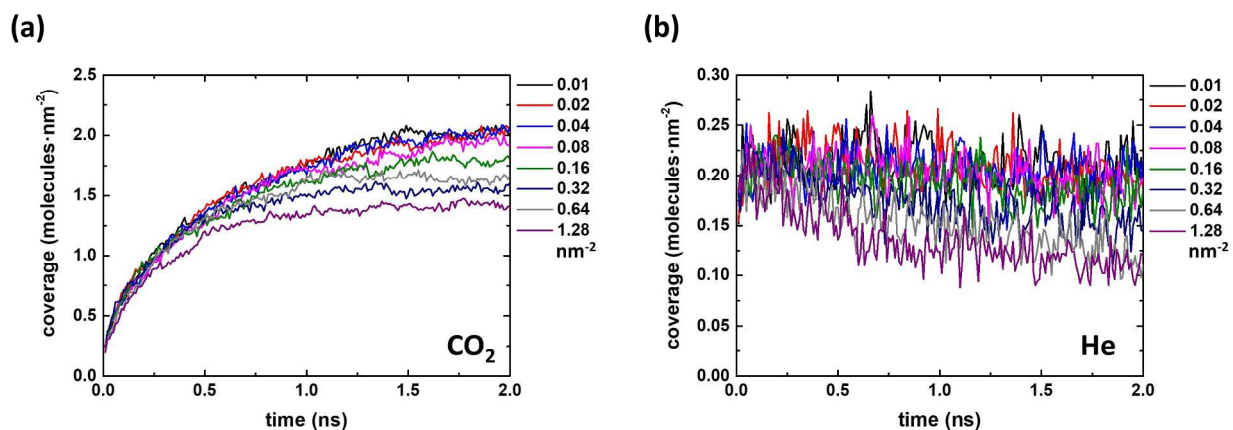 (a)
coverage (molecules·nm⁻²)
2.5
2.0
1.5
1.0
0.5
0.0
0.0 0.5 1.0 1.5 2.0
time (ns)
CO₂
0.01
0.02
0.04
0.08
0.16
0.32
0.64
1.28
nm⁻²
(b)
coverage (molecules·nm⁻²)
0.30
0.25
0.20
0.15
0.10
0.05
0.00
0.0 0.5 1.0 1.5 2.0
time (ns)
He
0.01
0.02
0.04
0.08
0.16
0.32
0.64
1.28
nm⁻²